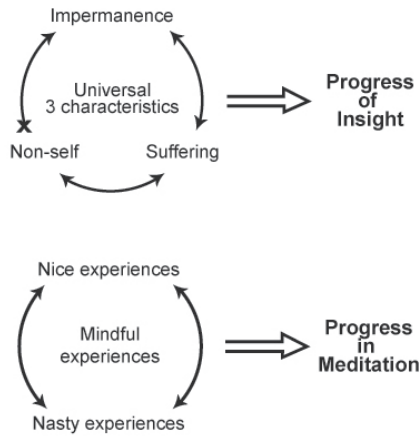 Impermanence
Universal
3 characteristics
Non-self
Suffering
Progress
of
Insight
Nice experiences
Mindful
experiences
Nasty experiences
Progress
in
Meditation